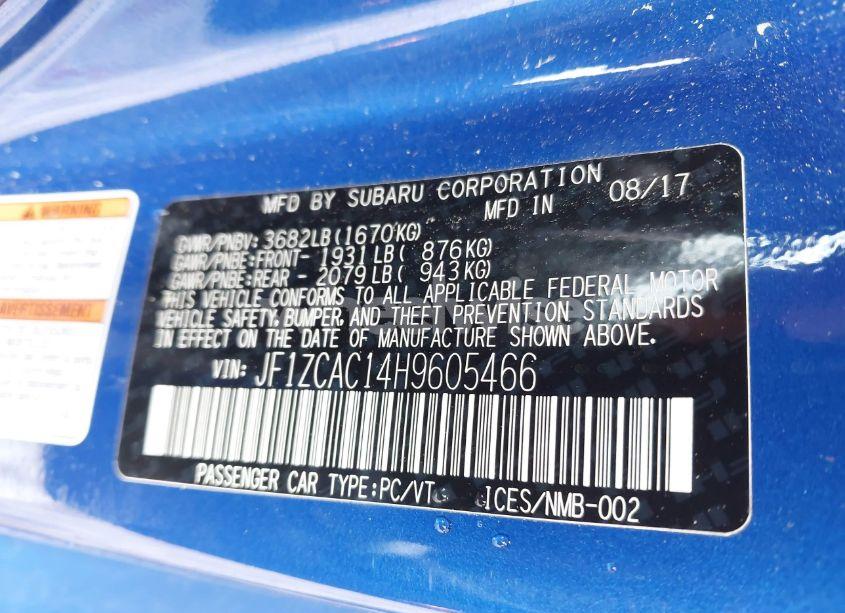 MFD BY SUBARU CORPORATION
MFD IN 08/17
GVWR/PNBV: 3682LB(1670KG)
GAWR/PNBE:FRONT- 1931LB( 876KG)
GAWR/PNBE:REAR - 2079LB( 943KG)
THIS VEHICLE CONFORMS TO ALL APPLICABLE FEDERAL MOTOR
VEHICLE SAFETY, BUMPER, AND THEFT PREVENTION STANDARDS
IN EFFECT ON THE DATE OF MANUFACTURE SHOWN ABOVE.
VIN: JF1ZCAC14H9605466
PASSENGER CAR TYPE:PC/VT ICES/NMB-002
WARNING
AVERTISSEMENT